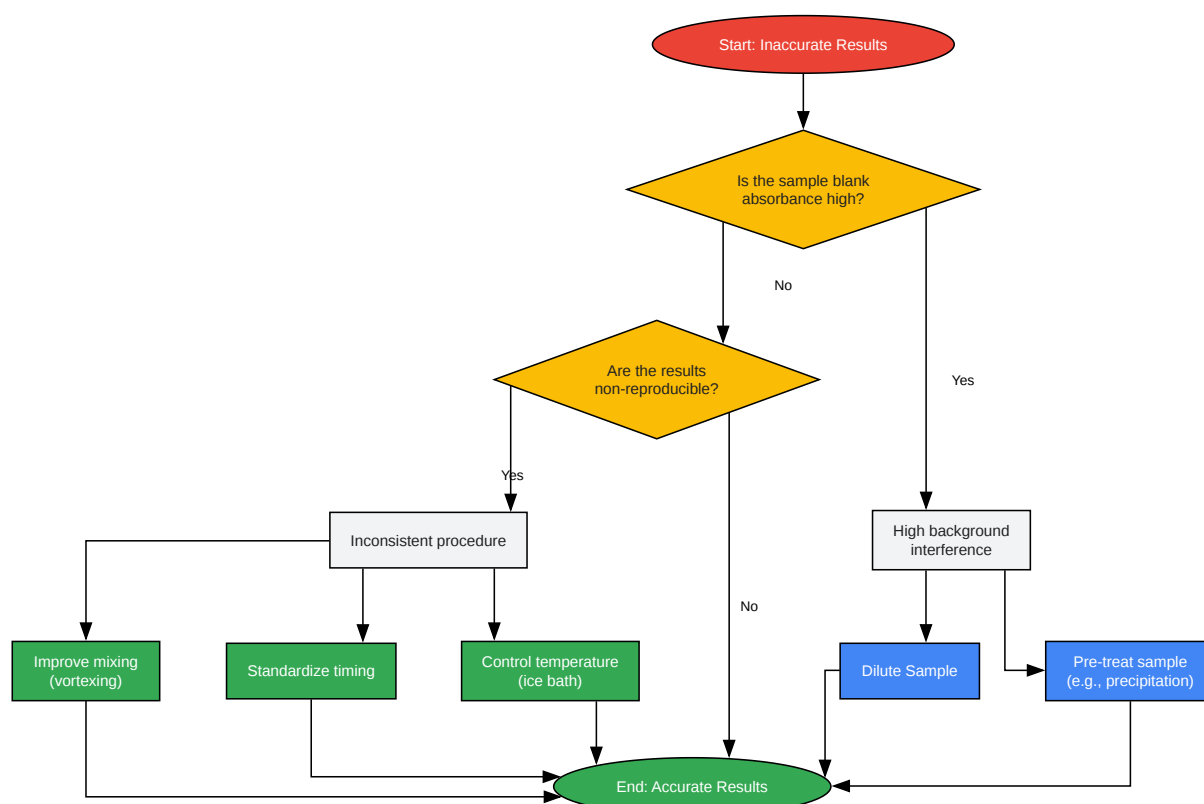 Start: Inaccurate Results
Is the sample blank
absorbance high?
No
Are the results
non-reproducible?
Yes
Yes
Inconsistent procedure
High background
interference
No
Improve mixing
(vortexing)
Standardize timing
Control temperature
(ice bath)
Dilute Sample
Pre-treat sample
(e.g., precipitation)
End: Accurate Results